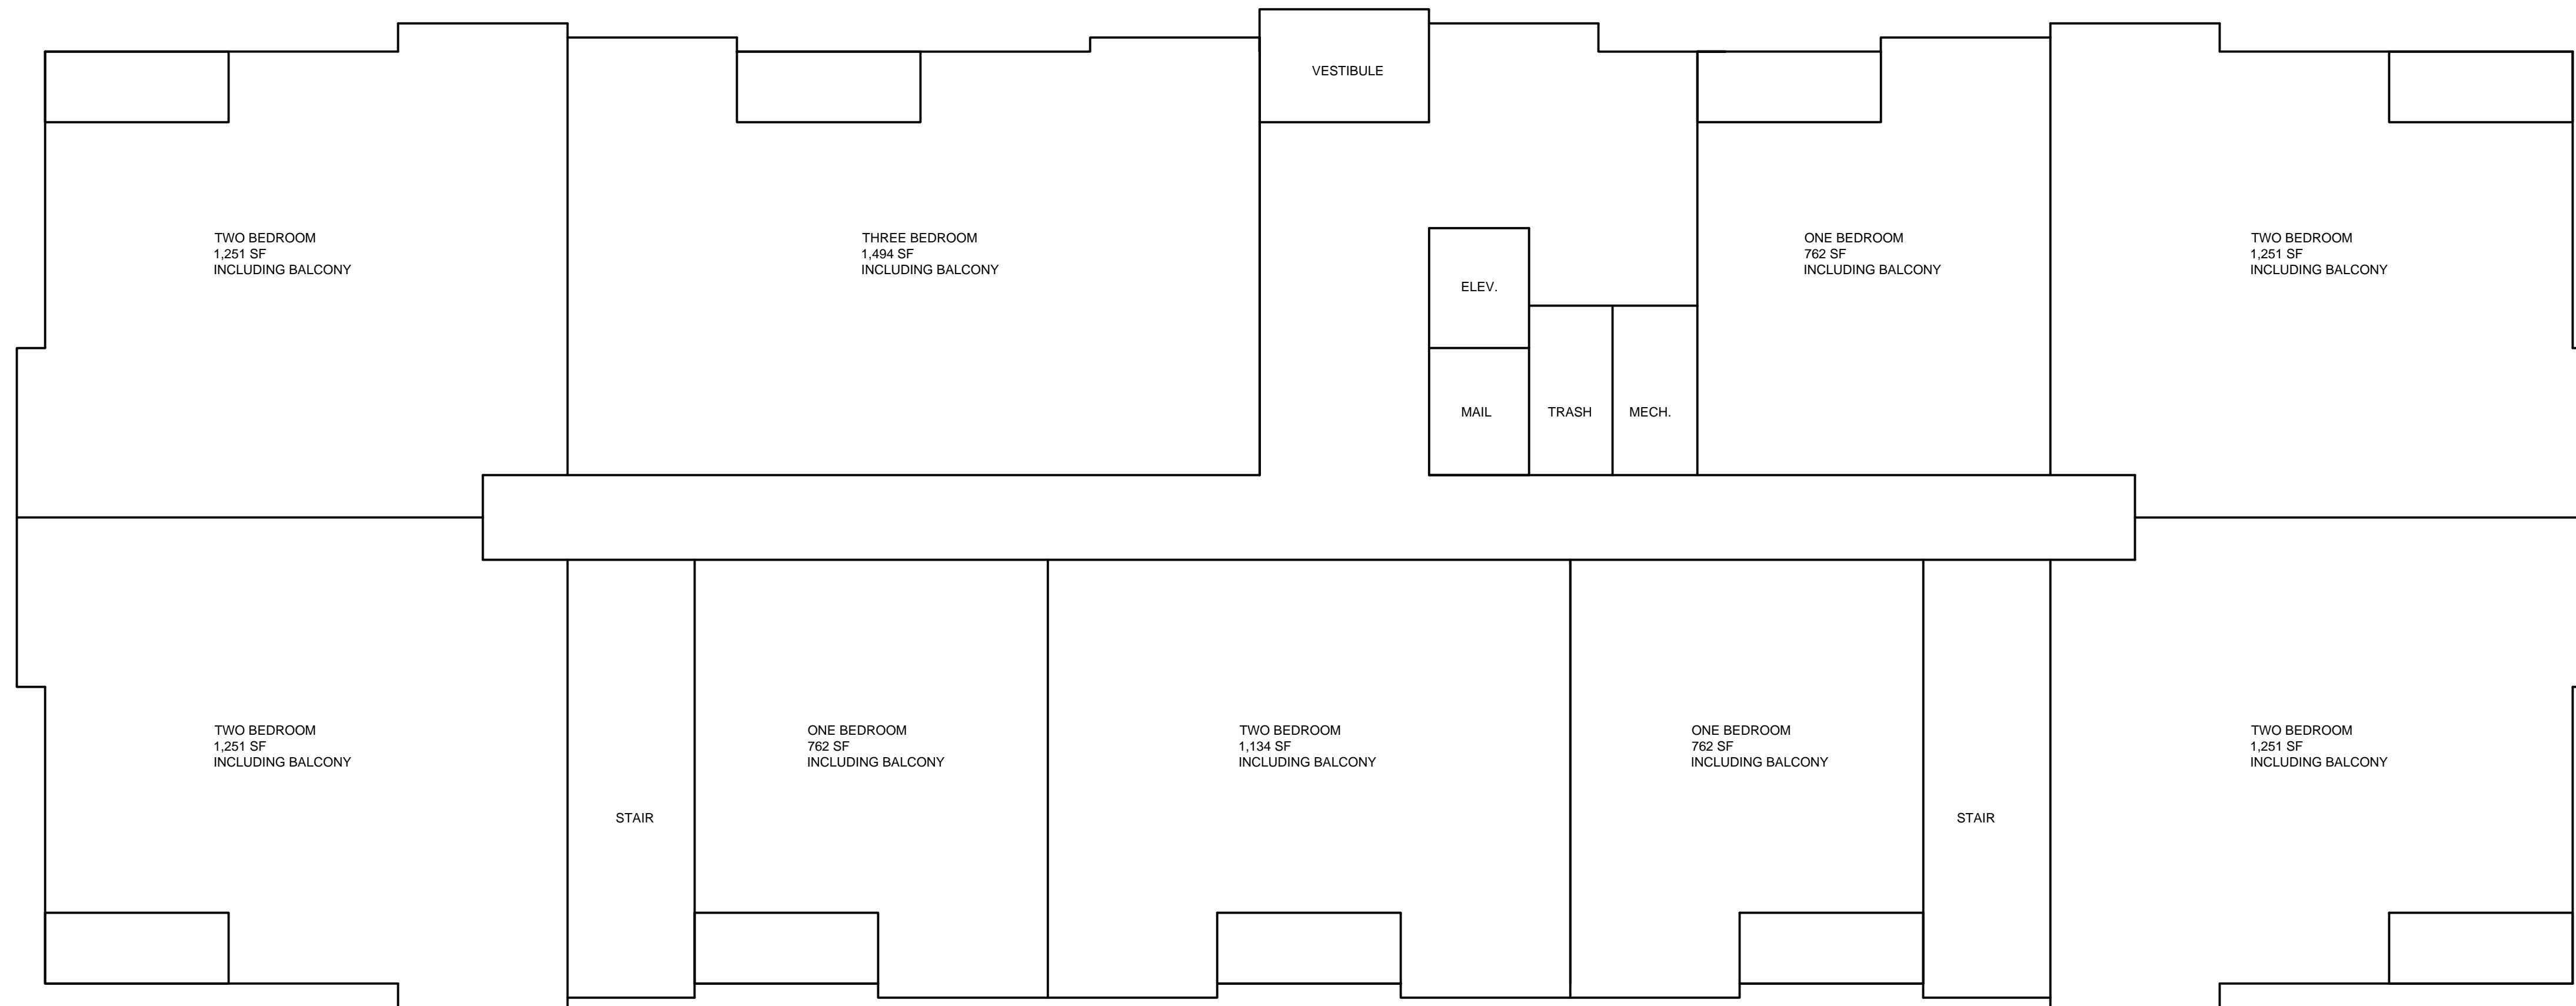 VESTIBULE
TWO BEDROOM
1,251 SF
INCLUDING BALCONY
THREE BEDROOM
1,494 SF
INCLUDING BALCONY
ELEV.
ONE BEDROOM
762 SF
INCLUDING BALCONY
TWO BEDROOM
1,251 SF
INCLUDING BALCONY
MAIL
TRASH
MECH.
TWO BEDROOM
1,251 SF
INCLUDING BALCONY
STAIR
ONE BEDROOM
762 SF
INCLUDING BALCONY
TWO BEDROOM
1,134 SF
INCLUDING BALCONY
ONE BEDROOM
762 SF
INCLUDING BALCONY
STAIR
TWO BEDROOM
1,251 SF
INCLUDING BALCONY